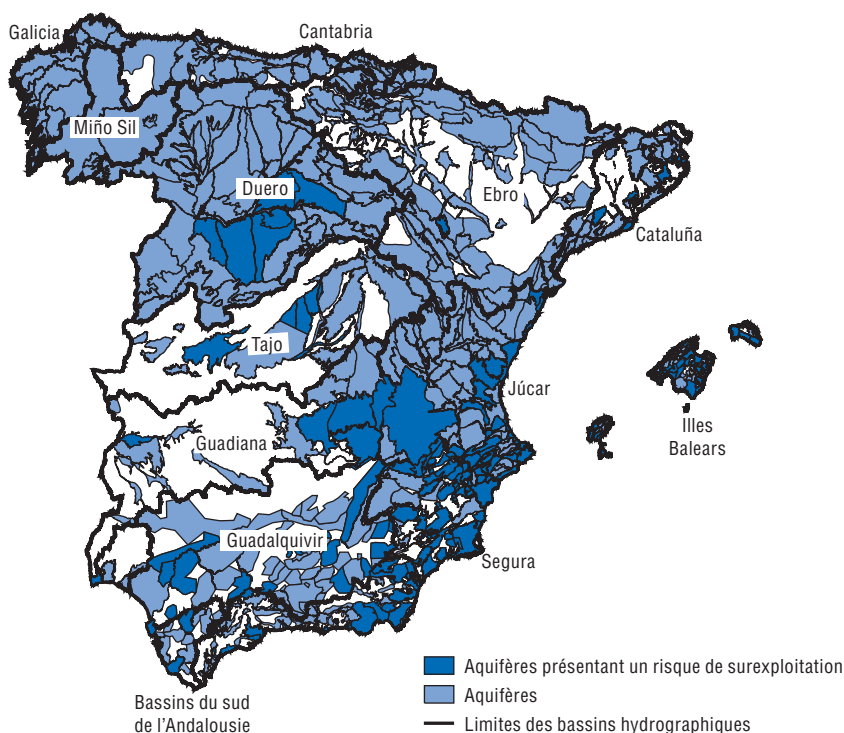 Galicia
Cantabria
Miño Sil
Duero
Ebro
Cataluña
Tajo
Júcar
Illes
Balears
Guadiana
Guadalquivir
Segura
Bassins du sud
de l'Andalousie
Aquifères présentant un risque de surexploitation
Aquifères
Limites des bassins hydrographiques